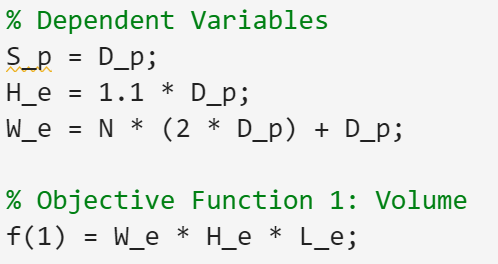 % Dependent Variables
S_p = D_p;
H_e = 1.1 * D_p;
W_e = N * (2 * D_p) + D_p;
% Objective Function 1: Volume
f(1) = W_e * H_e * L_e;